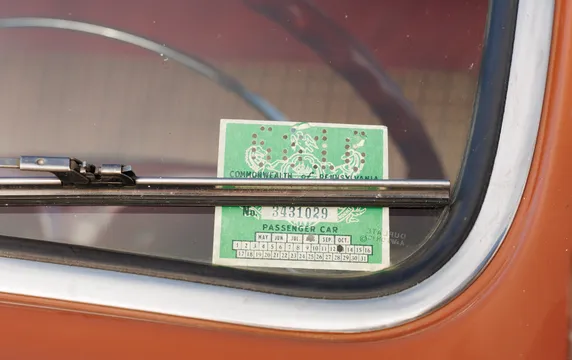 COMMONWEALTH OF PENNSYLVANIA
No. 3431029
PASSENGER CAR
MAY JUN. JUL. SEP. OCT.
1 2 3 4 5 6 7 8 9 10 11 12 14 15 16
17 18 19 20 21 22 23 24 25 26 27 28 29 30 31